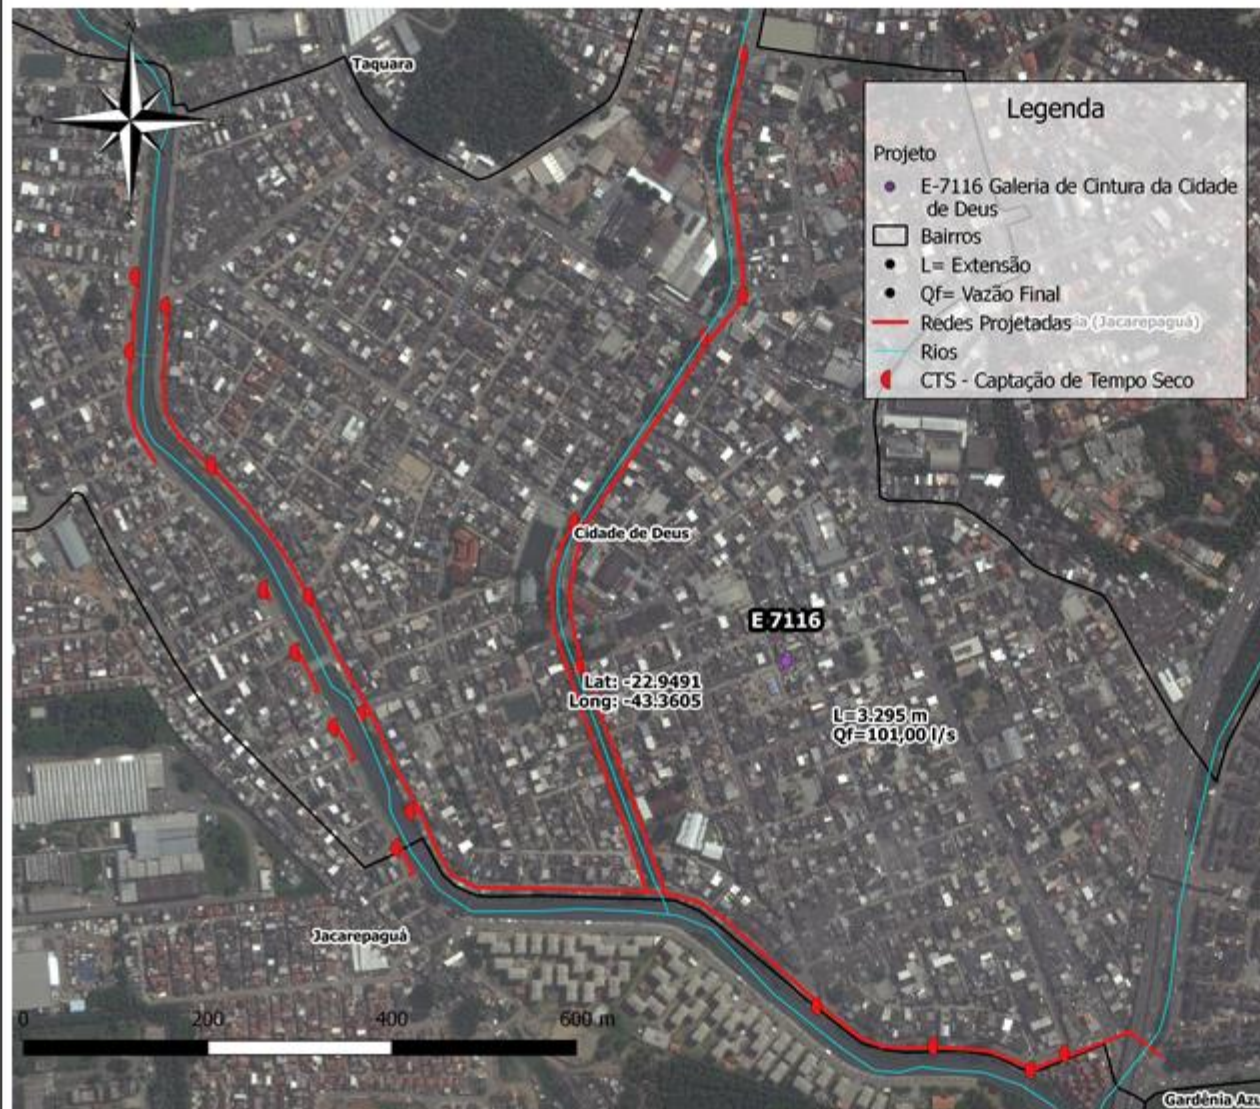 Taquara
Legenda
Projeto
E-7116 Galeria de Cintura da Cidade
de Deus
Bairros
L= Extensão
Qf= Vazão Final
Redes Projetadas
(Jacarepaguá)
Rios
CTS - Captação de Tempo Seco
Cidade de Deus
E 7116
Lat: -22.9491
Long: -43.3605
L=3.295 m
Qf=101,00 l/s
Jacarepaguá
0 200 400 600 m
Gardênia